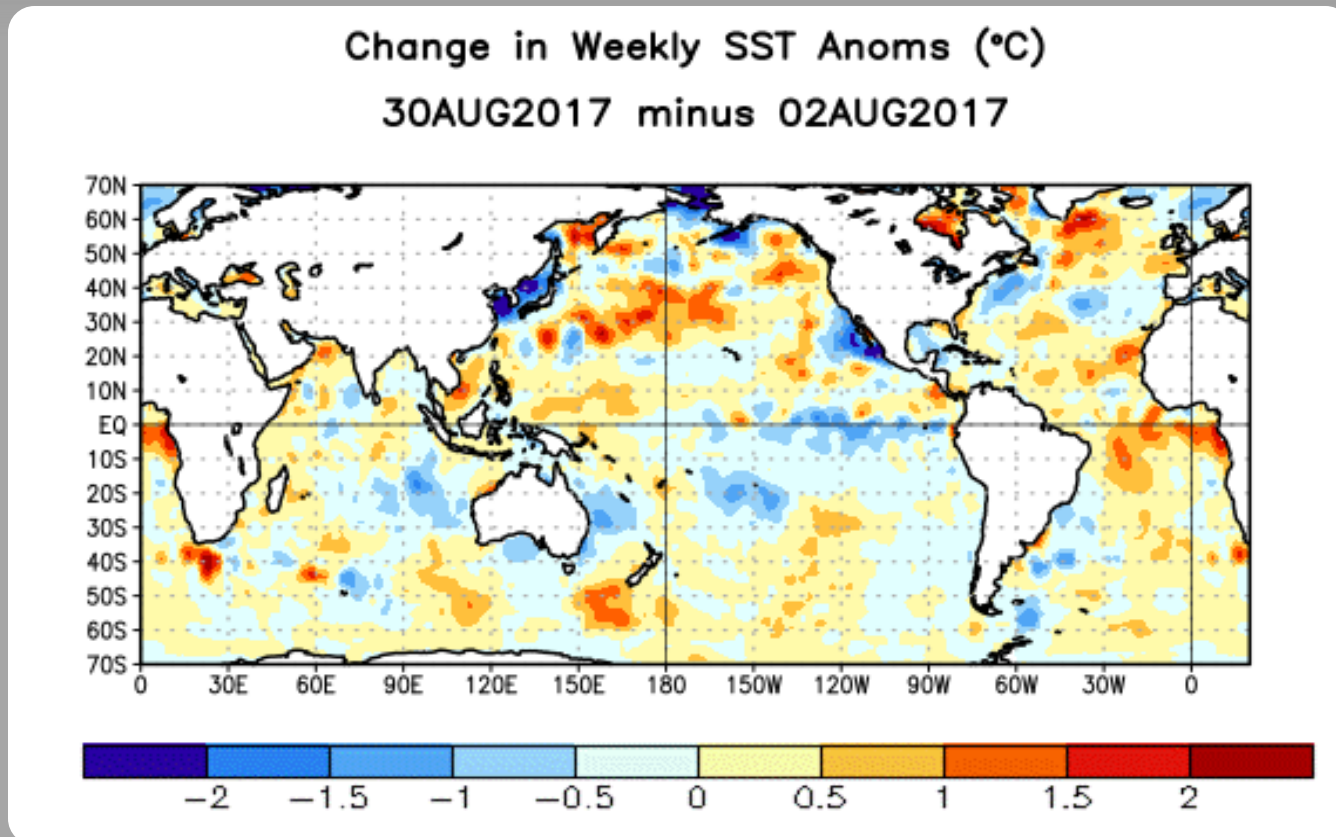 Change in Weekly SST Anoms (°C)
30AUG2017 minus 02AUG2017
70N
60N
50N
40N
30N
20N
10N
EQ
10S
20S
30S
40S
50S
60S
70S
0 30E 60E 90E 120E 150E 180 150W 120W 90W 60W 30W 0
−2 −1.5 −1 −0.5 0 0.5 1 1.5 2